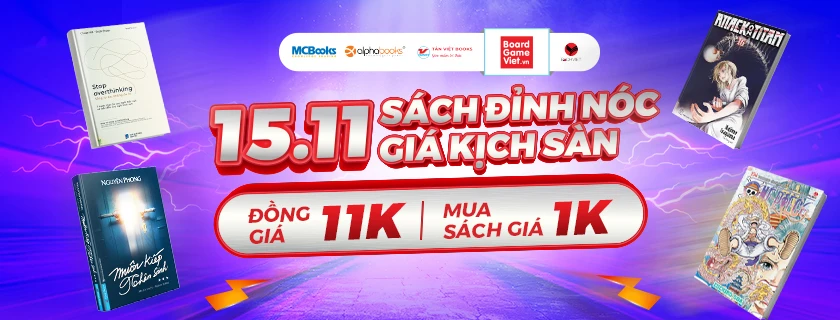 MCBooks
alphabooks
TÂN VIỆT BOOKS
Board
Game
Viet.vn
15.11
SÁCH ĐỈNH NÓC
GIÁ KỊCH SÀN
ĐỒNG
GIÁ
11K
MUA
SÁCH GIÁ
1K
Stop
overthinking
NGUYÊN PHONG
Muôn Kiếp
Nhân Sinh
ATTACK ON TITAN